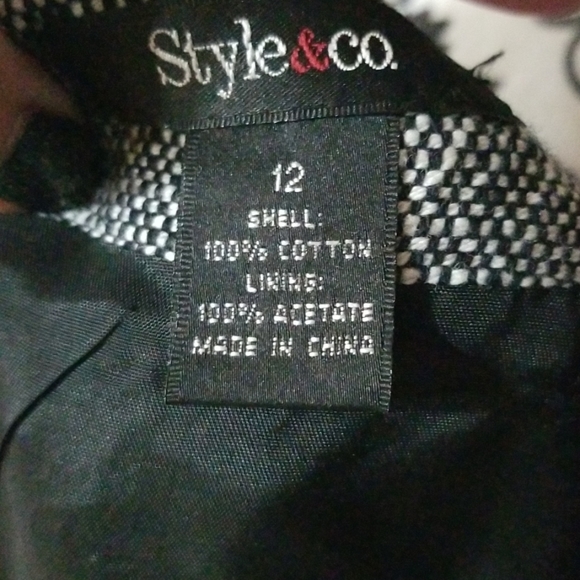 Style&co.
12
SHELL:
100% COTTON
LINING:
100% ACETATE
MADE IN CHINA